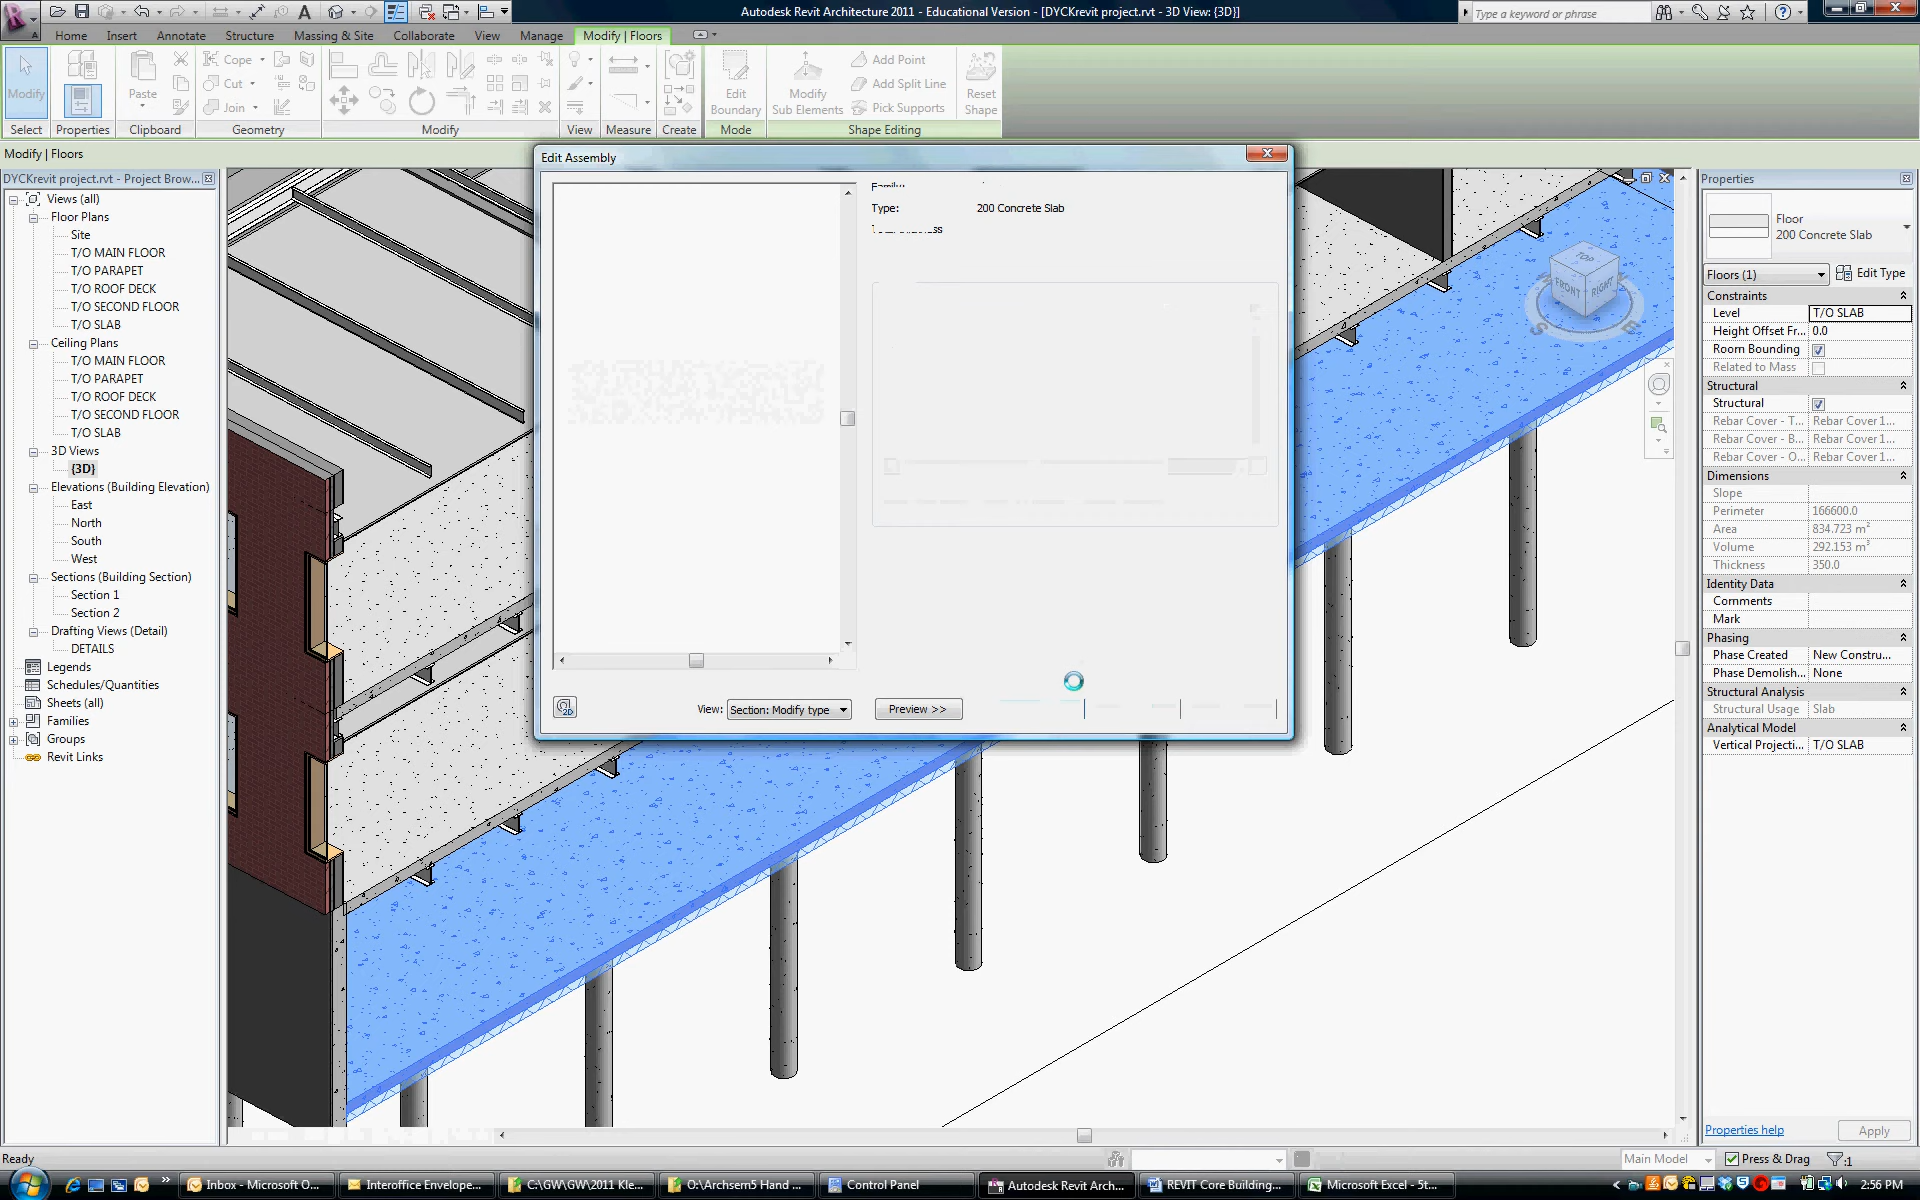 Autodesk Revit Architecture 2011 - Educational Version - [DYCKrevit project.rvt - 3D View: {3D}]
Type a keyword or phrase
Home Insert Annotate Structure Massing & Site Collaborate View Manage Modify | Floors
Modify
Paste
Cope
Cut
Join
Edit Boundary
Modify Sub Elements
Add Point
Add Split Line
Pick Supports
Reset Shape
Select Properties Clipboard Geometry Modify View Measure Create Mode Shape Editing
Modify | Floors
DYCKrevit project.rvt - Project Brow...
Views (all)
Floor Plans
Site
T/O MAIN FLOOR
T/O PARAPET
T/O ROOF DECK
T/O SECOND FLOOR
T/O SLAB
Ceiling Plans
T/O MAIN FLOOR
T/O PARAPET
T/O ROOF DECK
T/O SECOND FLOOR
T/O SLAB
3D Views
{3D}
Elevations (Building Elevation)
East
North
South
West
Sections (Building Section)
Section 1
Section 2
Drafting Views (Detail)
DETAILS
Legends
Schedules/Quantities
Sheets (all)
Families
Groups
Revit Links
Edit Assembly
Type: 200 Concrete Slab
View: Section: Modify type
Preview >>
TOP
FRONT
RIGHT
S
E
Properties
Floor
200 Concrete Slab
Floors (1) Edit Type
Constraints
Level T/O SLAB
Height Offset Fr... 0.0
Room Bounding
Related to Mass
Structural
Structural
Rebar Cover - T... Rebar Cover 1...
Rebar Cover - B... Rebar Cover 1...
Rebar Cover - O... Rebar Cover 1...
Dimensions
Slope
Perimeter 166600.0
Area 834.723 m²
Volume 292.153 m³
Thickness 350.0
Identity Data
Comments
Mark
Phasing
Phase Created New Constru...
Phase Demolish... None
Structural Analysis
Structural Usage Slab
Analytical Model
Vertical Projecti... T/O SLAB
Properties help Apply
Ready
Main Model Press & Drag :1
Inbox - Microsoft O...
Interoffice Envelope...
C:\GW\GW\2011 Kle...
O:\Archsem5 Hand ...
Control Panel
Autodesk Revit Arch...
REVIT Core Building...
Microsoft Excel - 5t...
2:56 PM